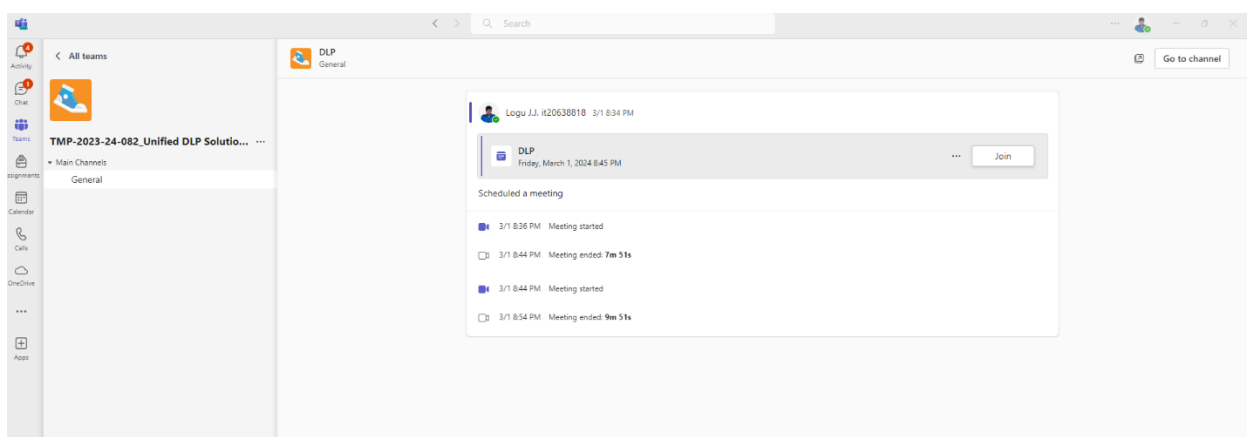 Search
Activity
Chat
Teams
ssignments
Calendar
Calls
OneDrive
Apps
All teams
TMP-2023-24-082_Unified DLP Solutio...
Main Channels
General
DLP
General
Go to channel
Logu J.J. it20638818 3/1 8:34 PM
DLP
Friday, March 1, 2024 8:45 PM
Join
Scheduled a meeting
3/1 8:36 PM Meeting started
3/1 8:44 PM Meeting ended: 7m 51s
3/1 8:44 PM Meeting started
3/1 8:54 PM Meeting ended: 9m 51s